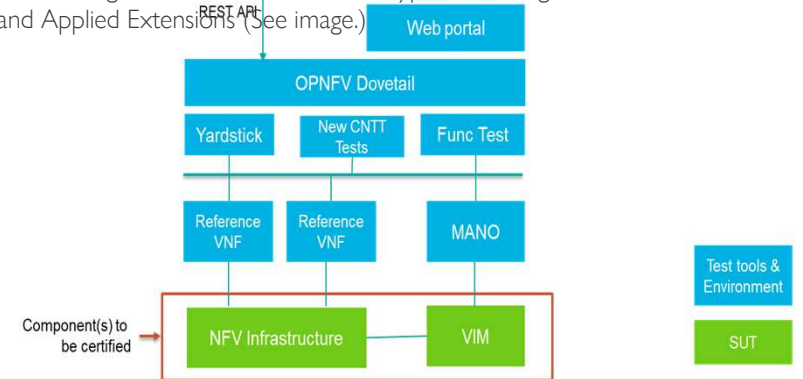 REST API
and Applied Extensions (See image.)
Web portal
OPNFV Dovetail
Yardstick
New CNTT
Tests
Func Test
Reference
VNF
Reference
VNF
MANO
Test tools &
Environment
Component(s) to
be certified
NFV Infrastructure
VIM
SUT